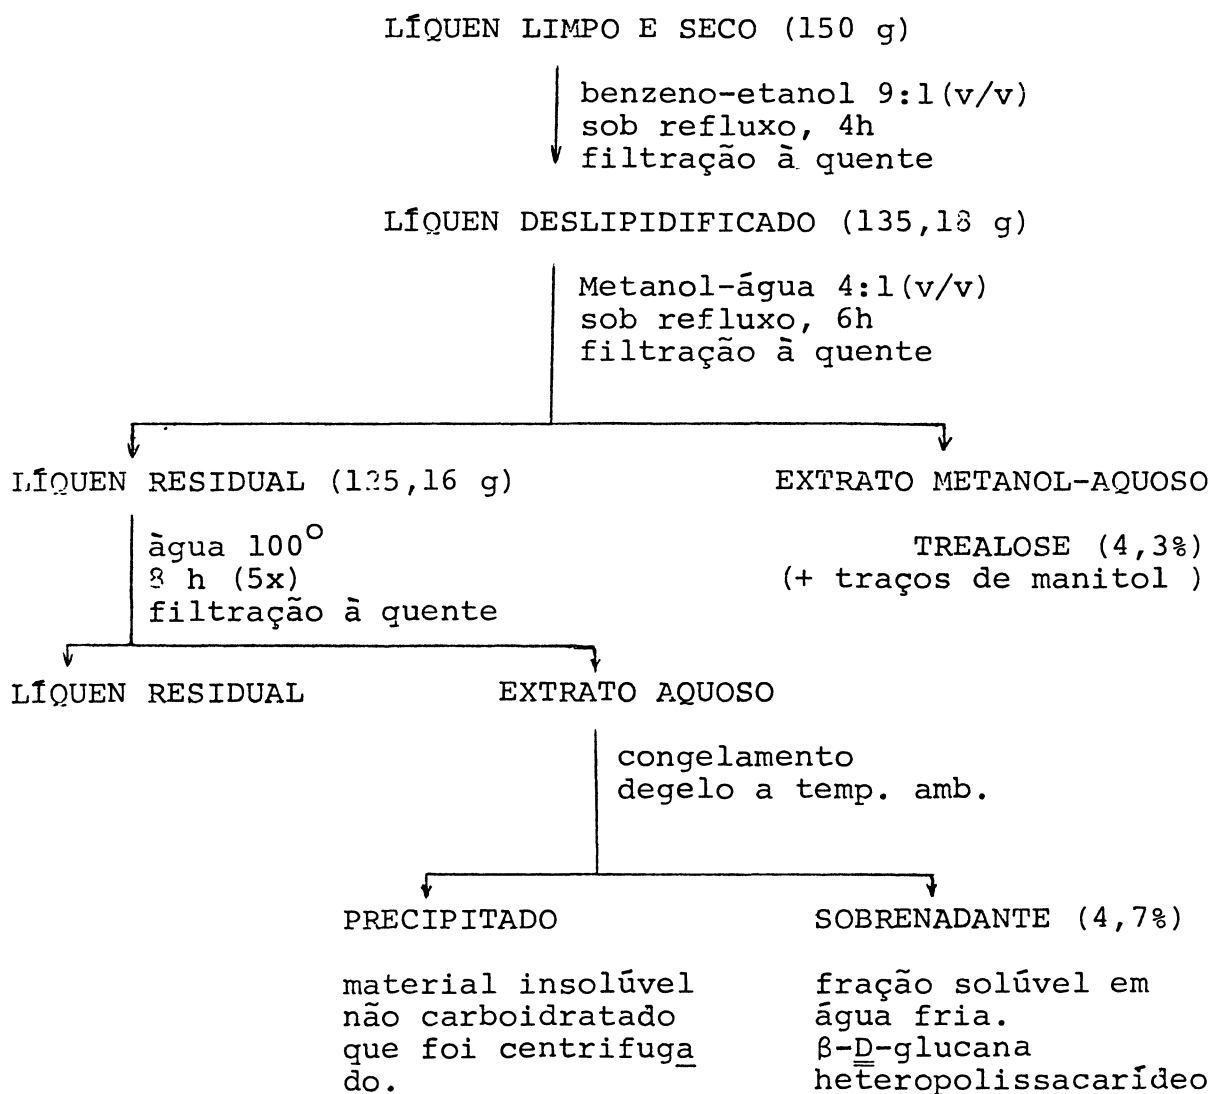 LÍQUEN LIMPO E SECO (150 g)
benzeno-etanol 9:1(v/v)
sob refluxo, 4h
filtração à quente
LÍQUEN DESLIPIDIFICADO (135,18 g)
Metanol-água 4:1(v/v)
sob refluxo, 6h
filtração à quente
LÍQUEN RESIDUAL (125,16 g)
EXTRATO METANOL-AQUOSO
àgua 100°
8 h (5x)
filtração à quente
TREALOSE (4,3%)
(+ traços de manitol )
LÍQUEN RESIDUAL
EXTRATO AQUOSO
congelamento
degelo a temp. amb.
PRECIPITADO
SOBRENADANTE (4,7%)
material insolúvel
não carboidratado
que foi centrifuga
do.
fração solúvel em
água fria.
β-D-glucana
heteropolissacarídeo